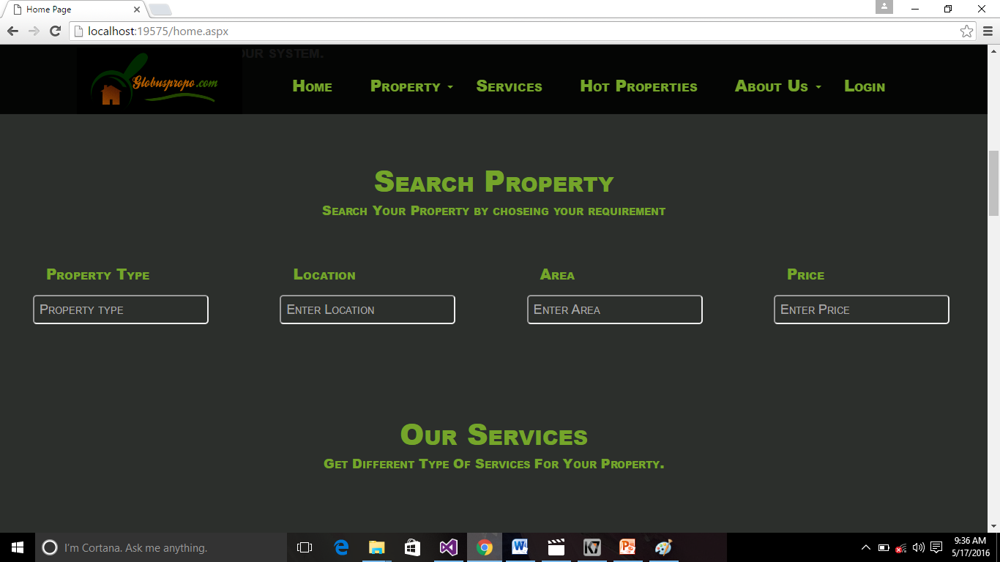 Home Page
localhost:19575/home.aspx
OUR SYSTEM.
Globuspropo.com
Home Property Services Hot Properties About Us Login
Search Property
Search Your Property by choseing your requirement
Property Type Location Area Price
Property type Enter Location Enter Area Enter Price
Our Services
Get Different Type Of Services For Your Property.
I'm Cortana. Ask me anything.
9:36 AM
5/17/2016